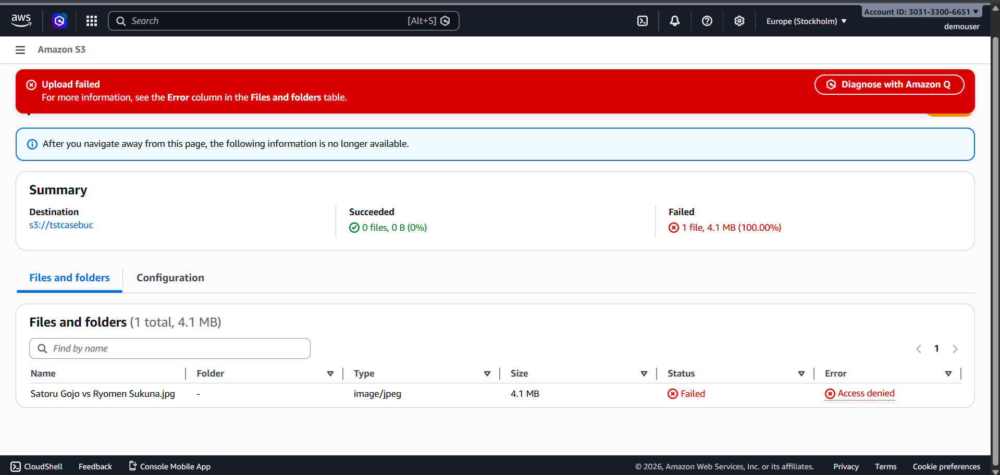 aws
Search
[Alt+S]
Europe (Stockholm)
Account ID: 3031-3300-6651
demouser
Amazon S3
Upload failed
For more information, see the Error column in the Files and folders table.
Diagnose with Amazon Q
After you navigate away from this page, the following information is no longer available.
Summary
Destination
s3://tstcasebuc
Succeeded
0 files, 0 B (0%)
Failed
1 file, 4.1 MB (100.00%)
Files and folders
Configuration
Files and folders (1 total, 4.1 MB)
Find by name
1
Name Folder Type Size Status Error
Satoru Gojo vs Ryomen Sukuna.jpg - image/jpeg 4.1 MB Failed Access denied
CloudShell Feedback Console Mobile App © 2026, Amazon Web Services, Inc. or its affiliates. Privacy Terms Cookie preferences